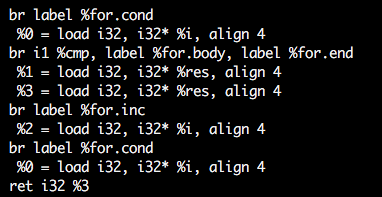 br label %for.cond
%0 = load i32, i32* %i, align 4
br i1 %cmp, label %for.body, label %for.end
%1 = load i32, i32* %res, align 4
%3 = load i32, i32* %res, align 4
br label %for.inc
%2 = load i32, i32* %i, align 4
br label %for.cond
%0 = load i32, i32* %i, align 4
ret i32 %3